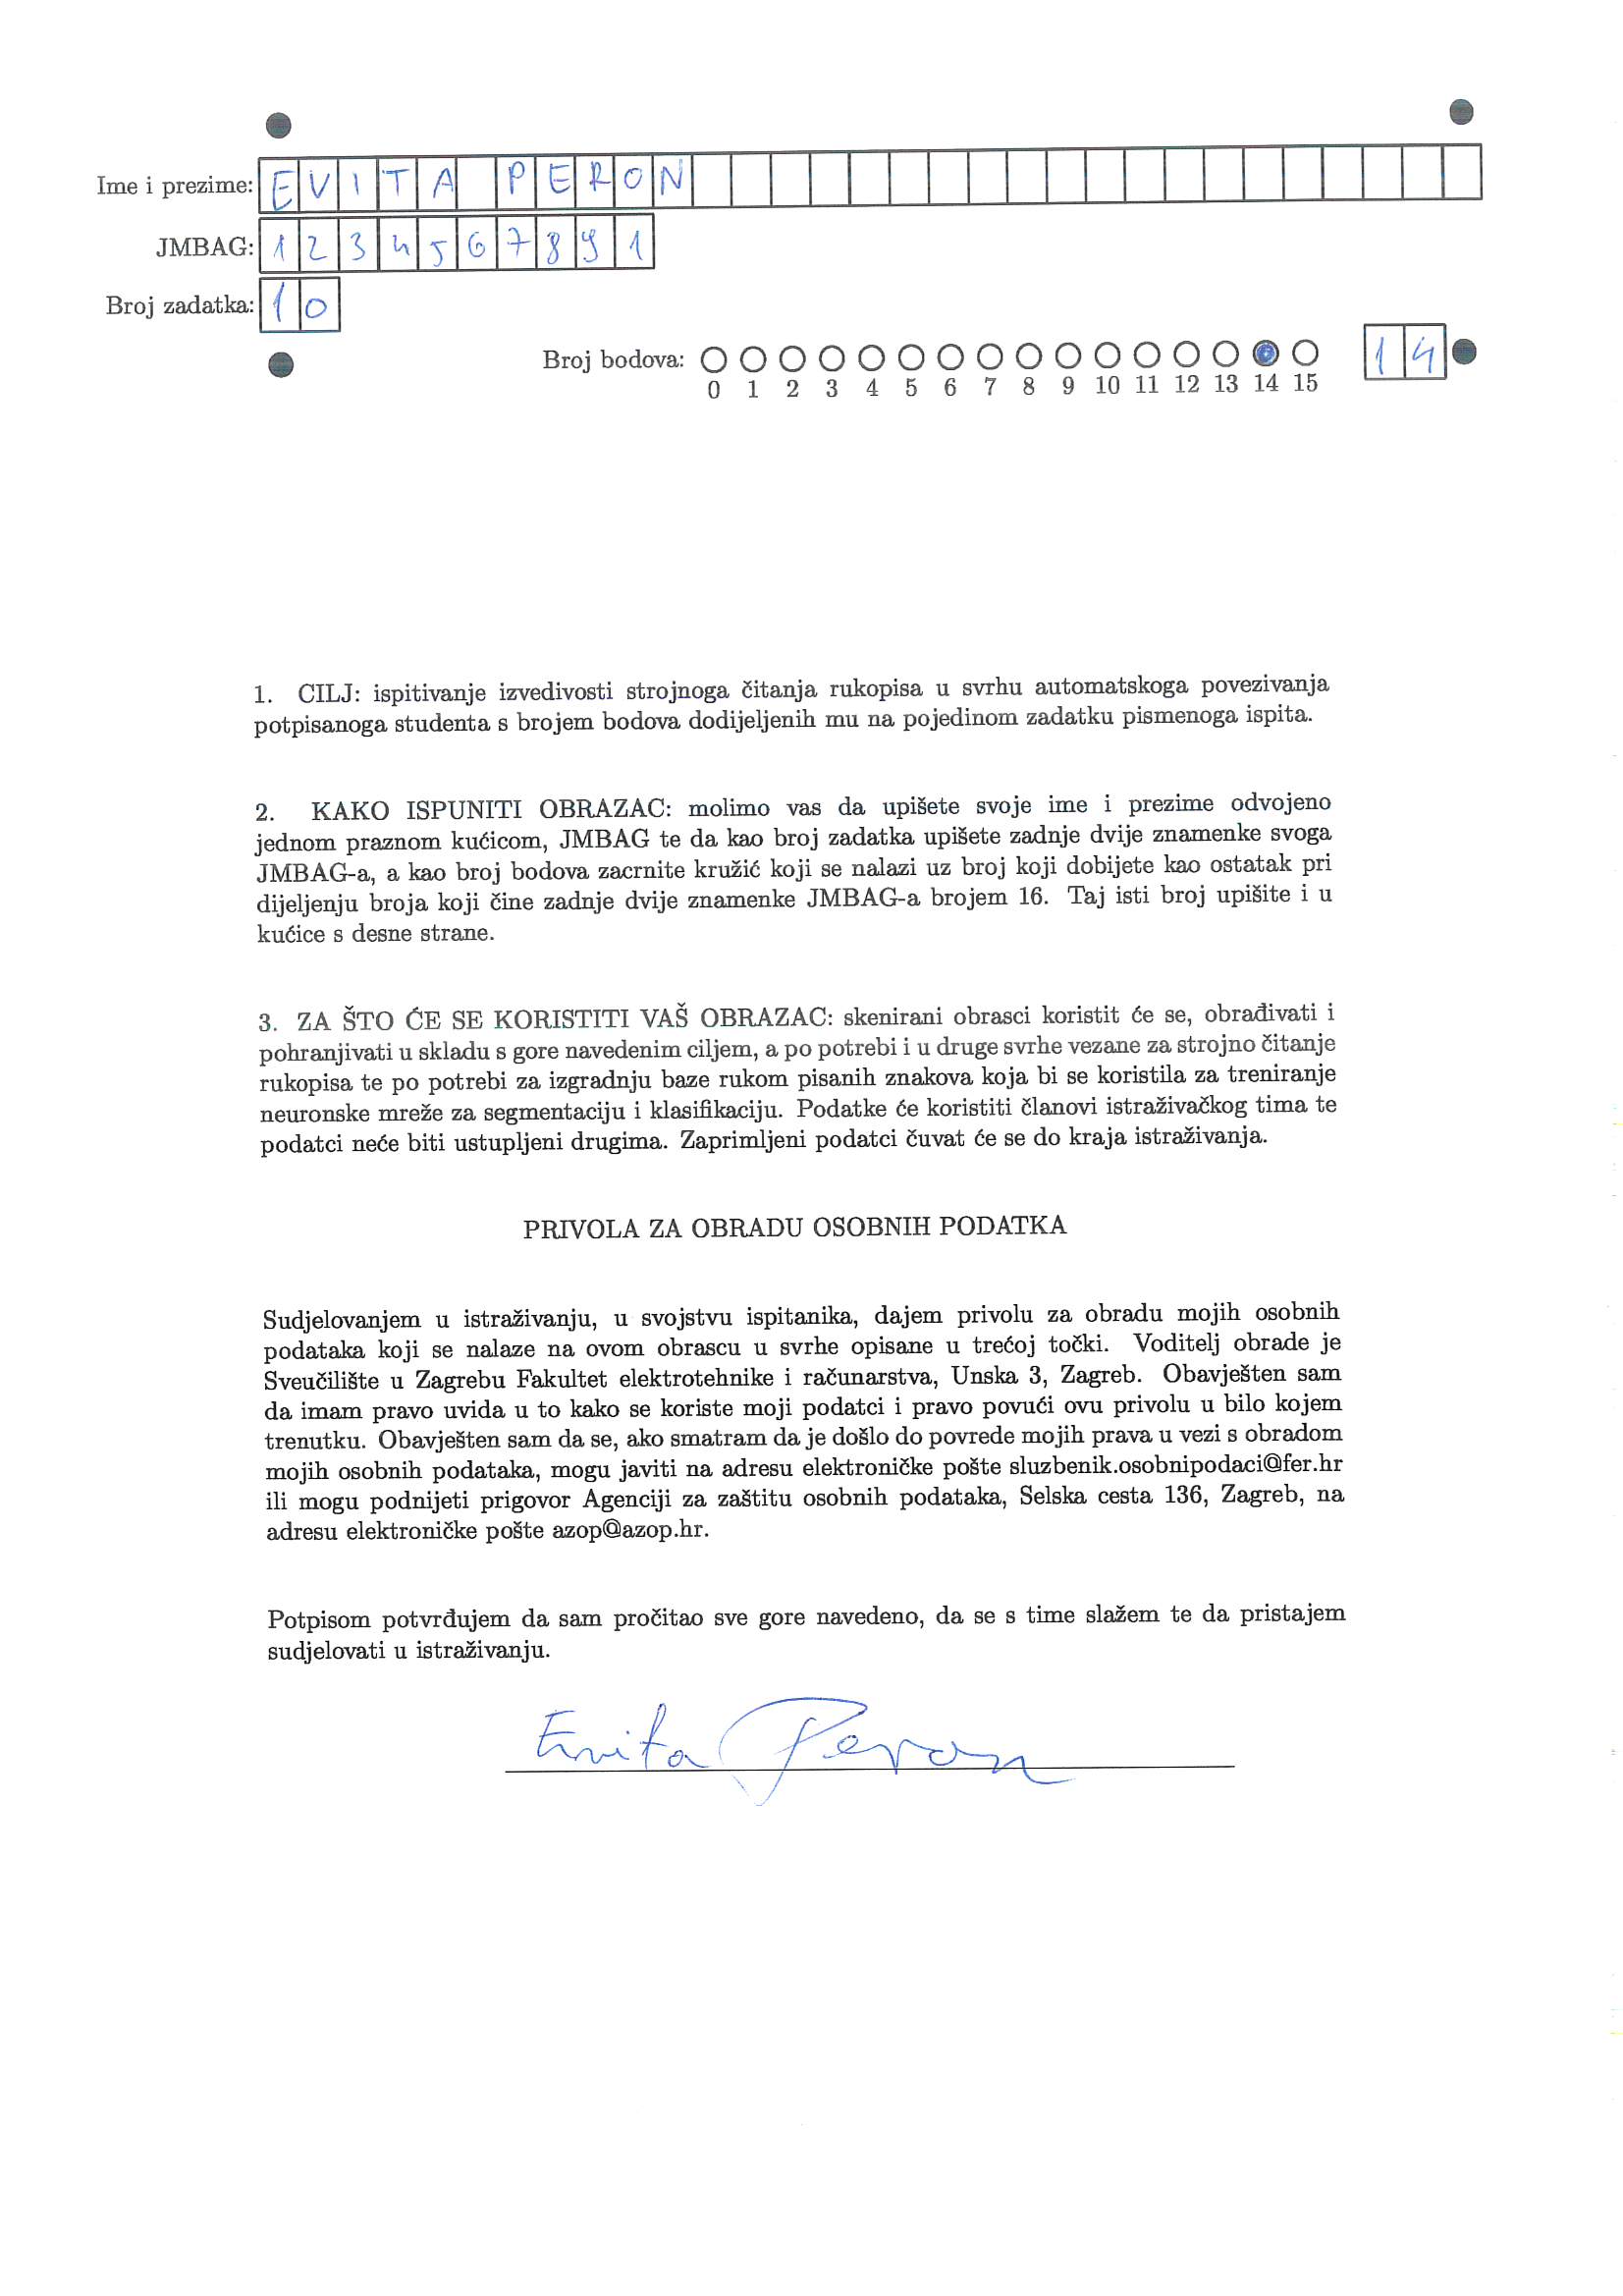 Ime i prezime: EVITA PERON
JMBAG: 1234567891
Broj zadatka: 10
Broj bodova:
0 1 2 3 4 5 6 7 8 9 10 11 12 13 14 15
14
1. CILJ: ispitivanje izvedivosti strojnoga čitanja rukopisa u svrhu automatskoga povezivanja
potpisanoga studenta s brojem bodova dodijeljenih mu na pojedinom zadatku pismenoga ispita.
2. KAKO ISPUNITI OBRAZAC: molimo vas da upišete svoje ime i prezime odvojeno
jednom praznom kućicom, JMBAG te da kao broj zadatka upišete zadnje dvije znamenke svoga
JMBAG-a, a kao broj bodova zacrnite kružić koji se nalazi uz broj koji dobijete kao ostatak pri
dijeljenju broja koji čine zadnje dvije znamenke JMBAG-a brojem 16. Taj isti broj upišite i u
kućice s desne strane.
3. ZA ŠTO ĆE SE KORISTITI VAŠ OBRAZAC: skenirani obrasci koristit će se, obrađivati i
pohranjivati u skladu s gore navedenim ciljem, a po potrebi i u druge svrhe vezane za strojno čitanje
rukopisa te po potrebi za izgradnju baze rukom pisanih znakova koja bi se koristila za treniranje
neuronske mreže za segmentaciju i klasifikaciju. Podatke će koristiti članovi istraživačkog tima te
podatci neće biti ustupljeni drugima. Zaprimljeni podatci čuvat će se do kraja istraživanja.
PRIVOLA ZA OBRADU OSOBNIH PODATKA
Sudjelovanjem u istraživanju, u svojstvu ispitanika, dajem privolu za obradu mojih osobnih
podataka koji se nalaze na ovom obrascu u svrhe opisane u trećoj točki. Voditelj obrade je
Sveučilište u Zagrebu Fakultet elektrotehnike i računarstva, Unska 3, Zagreb. Obavješten sam
da imam pravo uvida u to kako se koriste moji podatci i pravo povući ovu privolu u bilo kojem
trenutku. Obavješten sam da se, ako smatram da je došlo do povrede mojih prava u vezi s obradom
mojih osobnih podataka, mogu javiti na adresu elektroničke pošte sluzbenik.osobnipodaci@fer.hr
ili mogu podnijeti prigovor Agenciji za zaštitu osobnih podataka, Selska cesta 136, Zagreb, na
adresu elektroničke pošte azop@azop.hr.
Potpisom potvrđujem da sam pročitao sve gore navedeno, da se s time slažem te da pristajem
sudjelovati u istraživanju.
Evita Peron